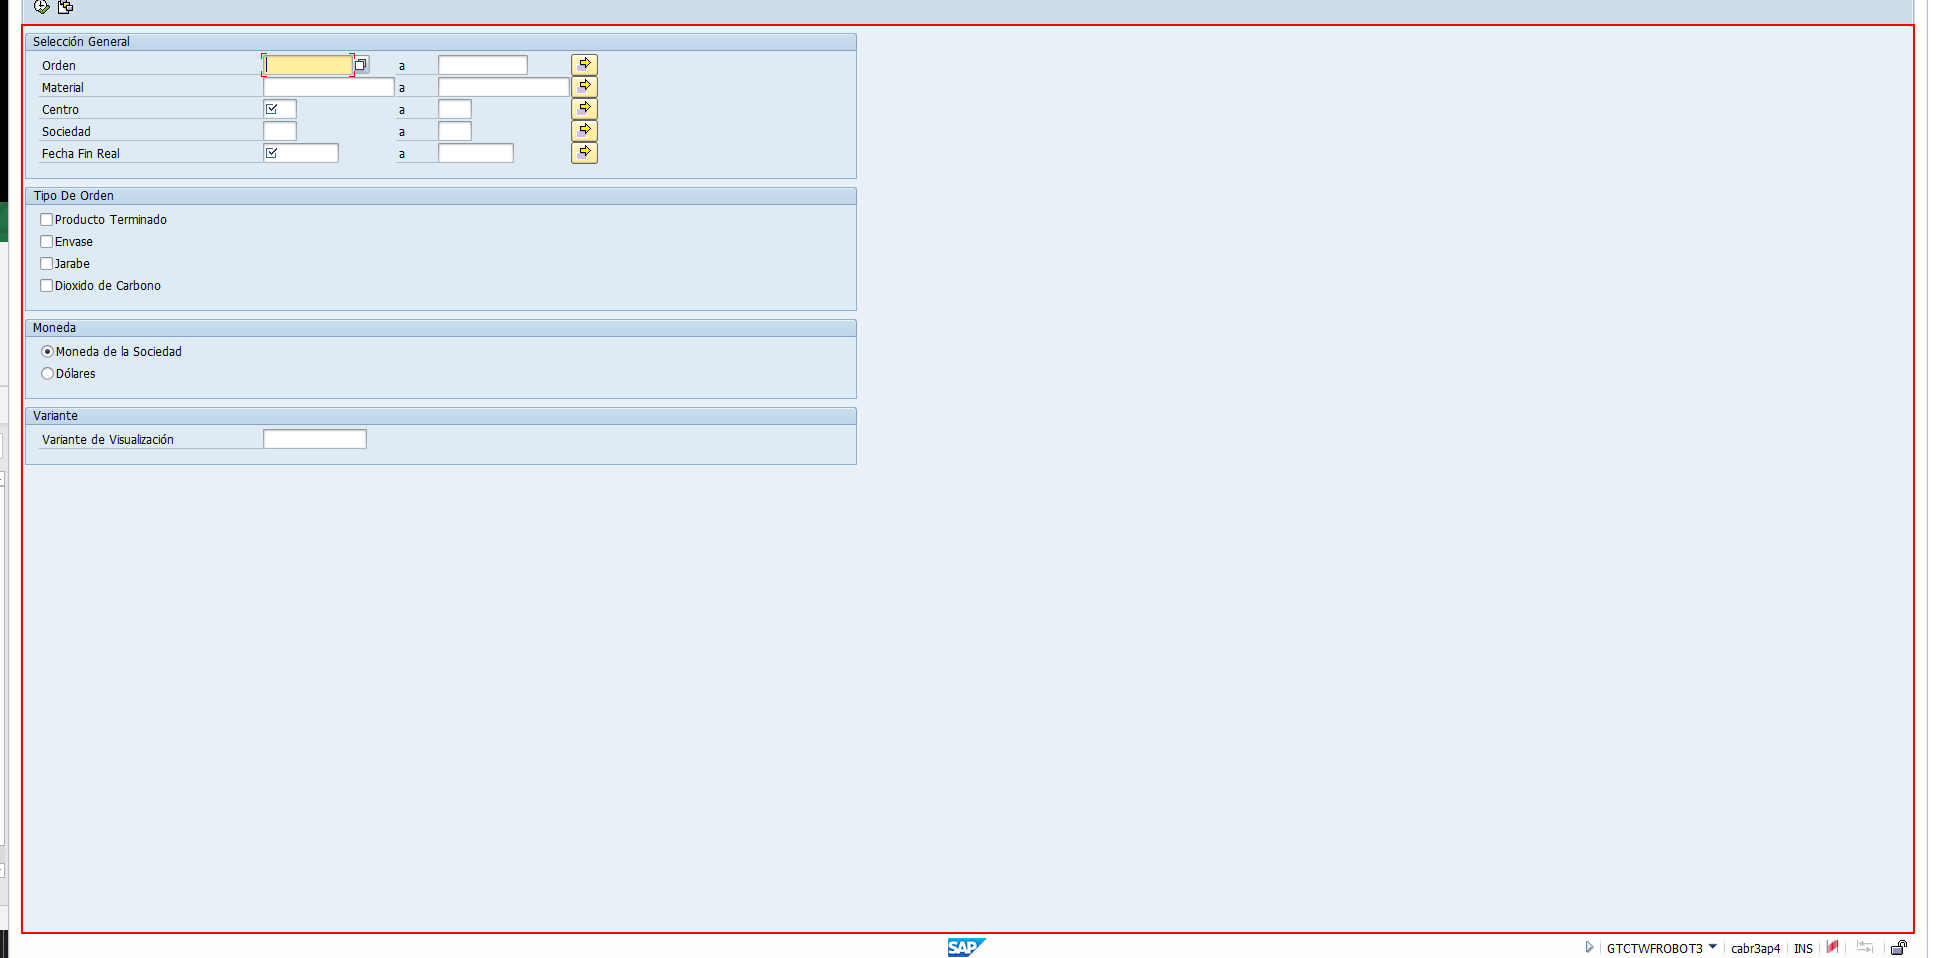 Selección General
Orden a
Material a
Centro a
Sociedad a
Fecha Fin Real a
Tipo De Orden
Producto Terminado
Envase
Jarabe
Dioxido de Carbono
Moneda
Moneda de la Sociedad
Dólares
Variante
Variante de Visualización
SAP GTCTWFROBOT3 cabr3ap4 INS